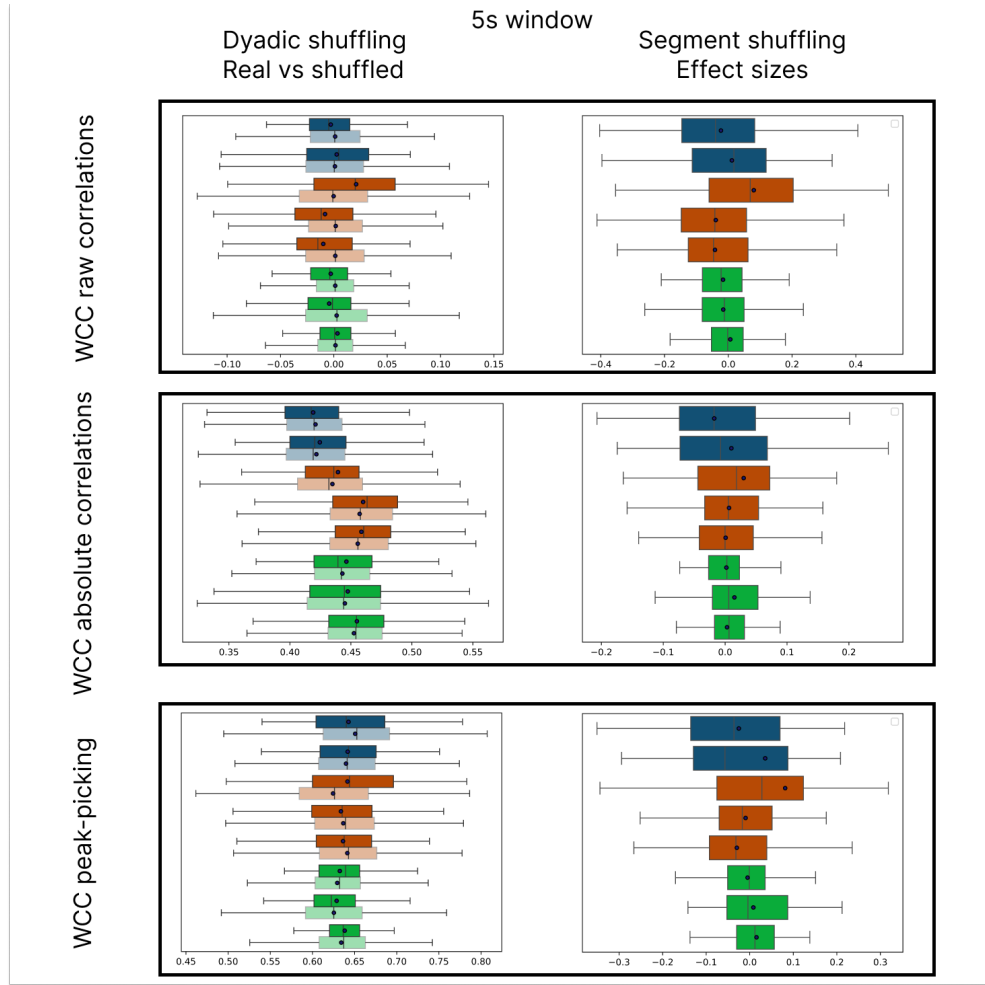 5s window
Dyadic shuffling
Real vs shuffled
Segment shuffling
Effect sizes
WCC raw correlations
−0.10 −0.05 0.00 0.05 0.10 0.15
−0.4 −0.2 0.0 0.2 0.4
WCC absolute correlations
0.35 0.40 0.45 0.50 0.55
−0.2 −0.1 0.0 0.1 0.2
WCC peak-picking
0.45 0.50 0.55 0.60 0.65 0.70 0.75 0.80
−0.3 −0.2 −0.1 0.0 0.1 0.2 0.3